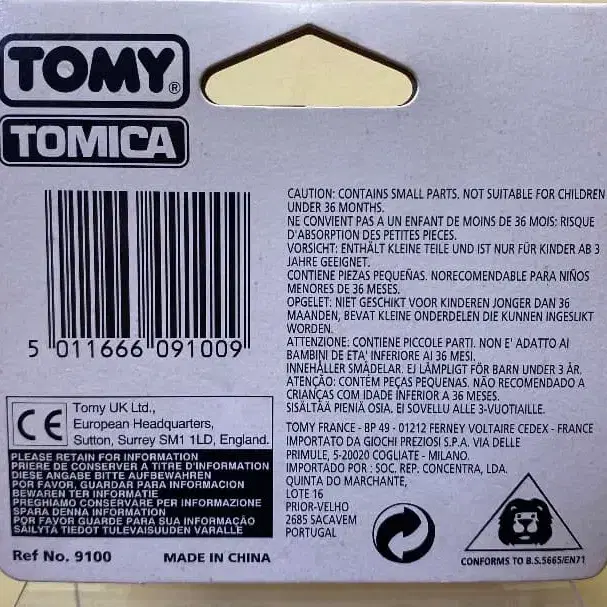 TOMY®
TOMICA
CAUTION: CONTAINS SMALL PARTS. NOT SUITABLE FOR CHILDREN
UNDER 36 MONTHS.
NE CONVIENT PAS A UN ENFANT DE MOINS DE 36 MOIS: RISQUE
D'ABSORPTION DES PETITES PIECES.
VORSICHT: ENTHÄLT KLEINE TEILE UND IST NUR FÜR KINDER AB 3
JAHRE GEEIGNET.
CONTIENE PIEZAS PEQUEÑAS. NORECOMENDABLE PARA NIÑOS
MENORES DE 36 MESES.
OPGELET: NIET GESCHIKT VOOR KINDEREN JONGER DAN 36
MAANDEN, BEVAT KLEINE ONDERDELEN DIE KUNNEN INGESLIKT
WORDEN.
ATTENZIONE: CONTIENE PICCOLE PARTI. NON E' ADATTO AI
BAMBINI DE ETA' INFERIORE AI 36 MESI.
INNEHÅLLER SMÅDELAR. EJ LÄMPLIGT FÖR BARN UNDER 3 ÅR.
ATENÇÃO: CONTÉM PEÇAS PEQUENAS. NÃO RECOMENDADO A
CRIANÇAS COM IDADE INFERIOR A 36 MESES.
SISÄLTÄÄ PIENIÄ OSIA. EI SOVELLU ALLE 3-VUOTIAILLE.
TOMY FRANCE - BP 49 - 01212 FERNEY VOLTAIRE CEDEX - FRANCE
IMPORTATO DA GIOCHI PREZIOSI S.P.A. VIA DELLE
PRIMULE, 5-20020 COGLIATE - MILANO.
IMPORTADO POR : SOC. REP. CONCENTRA, LDA.
QUINTA DO MARCHANTE,
LOTE 16
PRIOR-VELHO
2685 SACAVEM
PORTUGAL
5 011666 091009
CE
Tomy UK Ltd.,
European Headquarters,
Sutton, Surrey SM1 1LD, England.
PLEASE RETAIN FOR INFORMATION
PRIERE DE CONSERVER A TITRE D'INFORMATION
DIESE ANGABE BITTE AUFBEWAHREN
POR FAVOR, GUARDAR PARA INFORMACION
BEWAREN TER INFORMATIE
PREGHIAMO CONSERVARE PER INFORMAZIONE
SPARA DENNA INFORMATION
POR FAVOR GUARDE PARA SUA INFORMAÇÃO
SÄILYTÄ TIEDOT TULEVAISUUDEN VARALLE
Ref No. 9100 MADE IN CHINA
CONFORMS TO B.S.5665/EN71